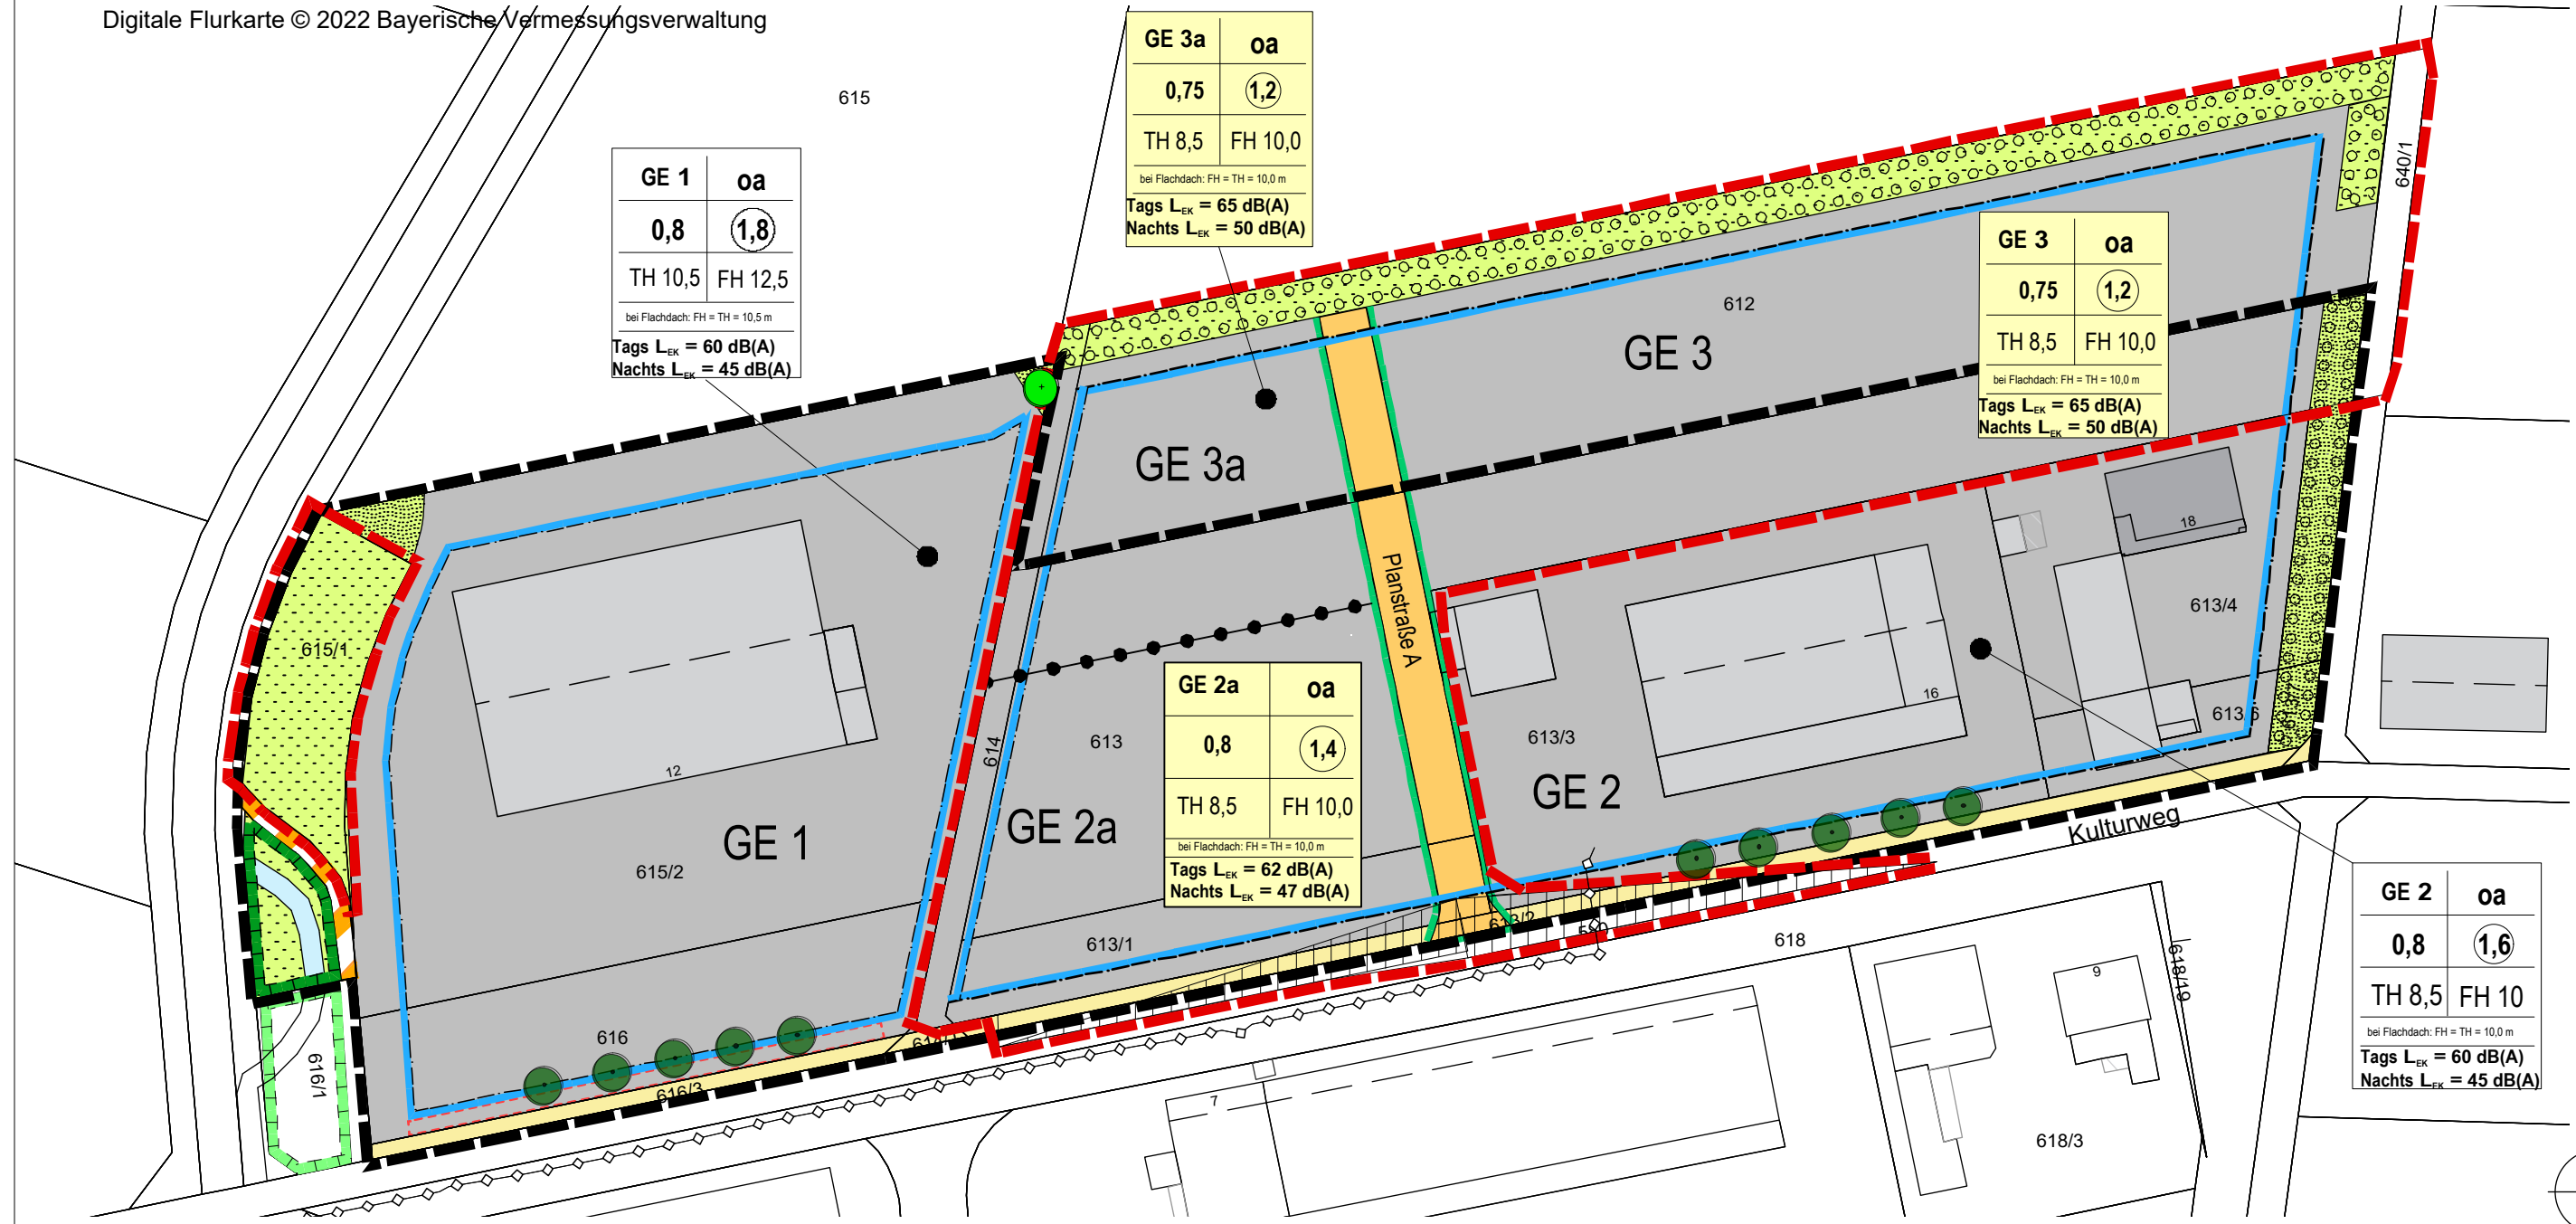 Digitale Flurkarte © 2022 Bayerische Vermessungsverwaltung
615
GE 3a oa
0,75 1,2
TH 8,5 FH 10,0
bei Flachdach: FH = TH = 10,0 m
Tags LEK = 65 dB(A)
Nachts LEK = 50 dB(A)
GE 1 oa
0,8 1,8
TH 10,5 FH 12,5
bei Flachdach: FH = TH = 10,5 m
Tags LEK = 60 dB(A)
Nachts LEK = 45 dB(A)
640/1
GE 3 oa
0,75 1,2
TH 8,5 FH 10,0
bei Flachdach: FH = TH = 10,0 m
Tags LEK = 65 dB(A)
Nachts LEK = 50 dB(A)
612
GE 3
GE 3a
18
Planstraße A
613/4
615/1
GE 2a oa
0,8 1,4
TH 8,5 FH 10,0
bei Flachdach: FH = TH = 10,0 m
Tags LEK = 62 dB(A)
Nachts LEK = 47 dB(A)
16
613/6
613/3
613
614
12
GE 2
GE 2a
GE 1
Kulturweg
615/2
GE 2 oa
0,8 1,6
TH 8,5 FH 10
bei Flachdach: FH = TH = 10,0 m
Tags LEK = 60 dB(A)
Nachts LEK = 45 dB(A)
613/2
613/1
618
9
618/19
616
616/1
616/3
7
618/3